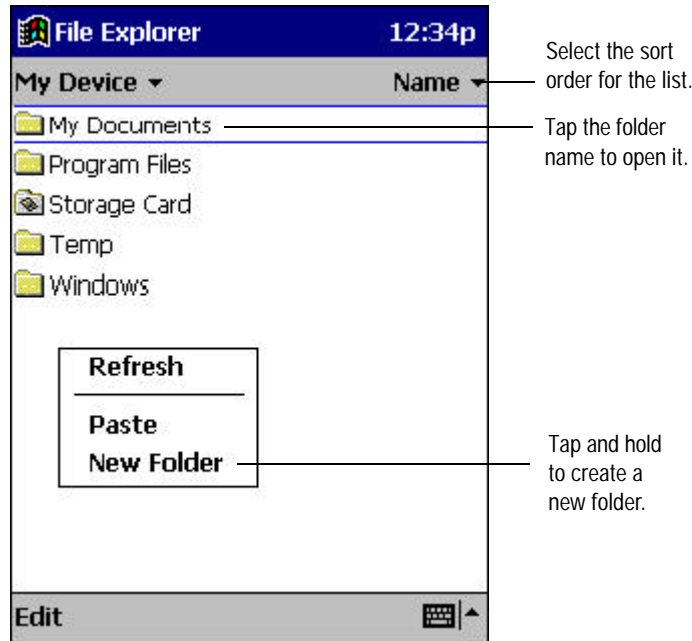 File Explorer 12:34p
My Device Name
Select the sort
order for the list.
My Documents
Tap the folder
name to open it.
Program Files
Storage Card
Temp
Windows
Refresh
Paste
New Folder
Tap and hold
to create a
new folder.
Edit